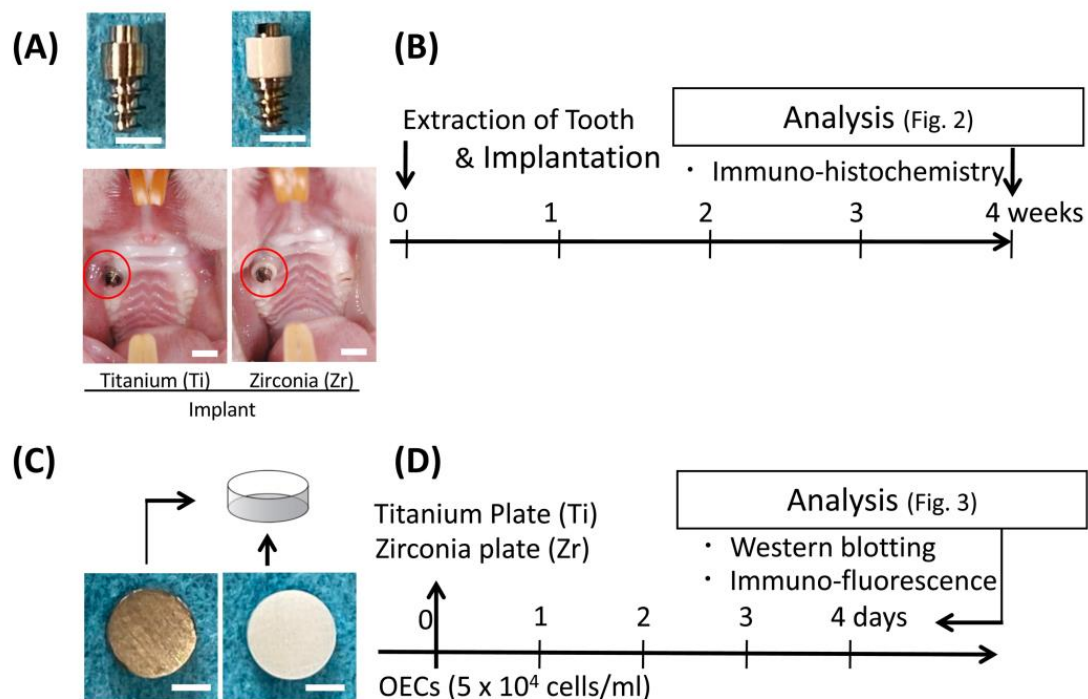 (A)
Titanium (Ti)
Zirconia (Zr)
Implant
(B)
Extraction of Tooth
& Implantation
Analysis (Fig. 2)
・ Immuno-histochemistry
0 1 2 3 4 weeks
(C)
(D)
Titanium Plate (Ti)
Zirconia plate (Zr)
Analysis (Fig. 3)
・ Western blotting
・ Immuno-fluorescence
0 1 2 3 4 days
OECs (5 x 10⁴ cells/ml)